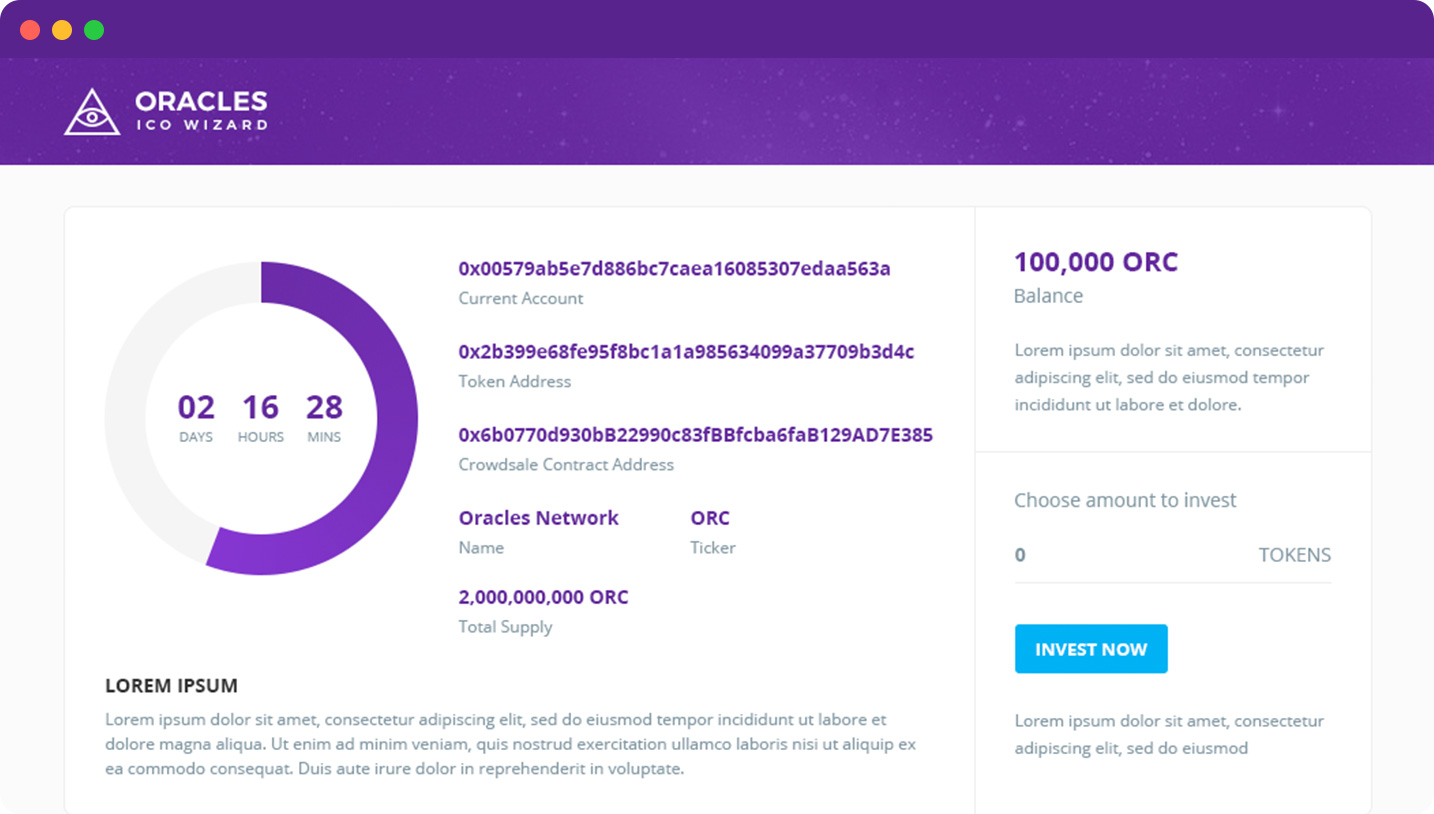 ORACLES
ICO WIZARD
02 16 28
DAYS HOURS MINS
0x00579ab5e7d886bc7caea16085307edaa563a
Current Account
0x2b399e68fe95f8bc1a1a985634099a37709b3d4c
Token Address
0x6b0770d930bB22990c83fBBfcba6faB129AD7E385
Crowdsale Contract Address
Oracles Network ORC
Name Ticker
2,000,000,000 ORC
Total Supply
LOREM IPSUM
Lorem ipsum dolor sit amet, consectetur adipiscing elit, sed do eiusmod tempor incididunt ut labore et
dolore magna aliqua. Ut enim ad minim veniam, quis nostrud exercitation ullamco laboris nisi ut aliquip ex
ea commodo consequat. Duis aute irure dolor in reprehenderit in voluptate.
100,000 ORC
Balance
Lorem ipsum dolor sit amet, consectetur
adipiscing elit, sed do eiusmod tempor
incididunt ut labore et dolore.
Choose amount to invest
0 TOKENS
INVEST NOW
Lorem ipsum dolor sit amet, consectetur
adipiscing elit, sed do eiusmod